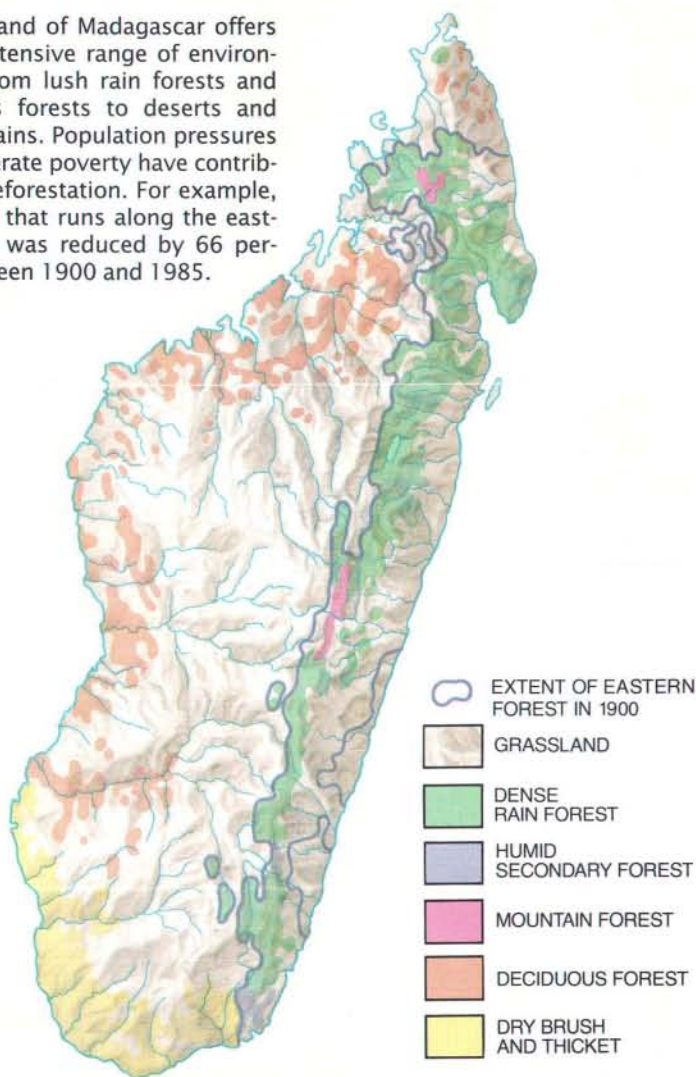 and of Madagascar offers
tensive range of environ-
om lush rain forests and
s forests to deserts and
ains. Population pressures
erate poverty have contrib-
eforestation. For example,
that runs along the east-
was reduced by 66 per-
een 1900 and 1985.
EXTENT OF EASTERN
FOREST IN 1900
GRASSLAND
DENSE
RAIN FOREST
HUMID
SECONDARY FOREST
MOUNTAIN FOREST
DECIDUOUS FOREST
DRY BRUSH
AND THICKET